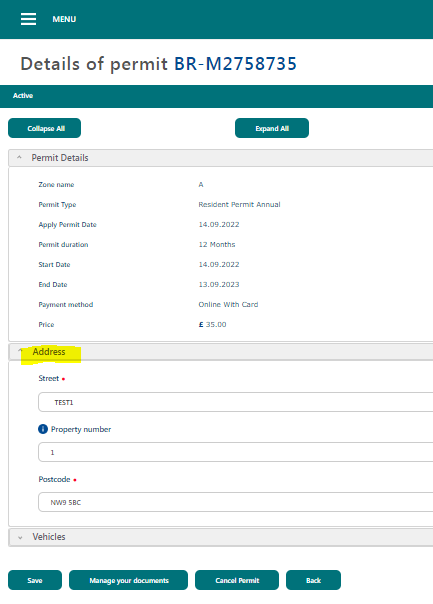 MENU
Details of permit BR-M2758735
Active
Collapse All Expand All
Permit Details
Zone name A
Permit Type Resident Permit Annual
Apply Permit Date 14.09.2022
Permit duration 12 Months
Start Date 14.09.2022
End Date 13.09.2023
Payment method Online With Card
Price £ 35.00
Address
Street •
TEST1
i Property number
1
Postcode •
NW9 5BC
Vehicles
Save Manage your documents Cancel Permit Back